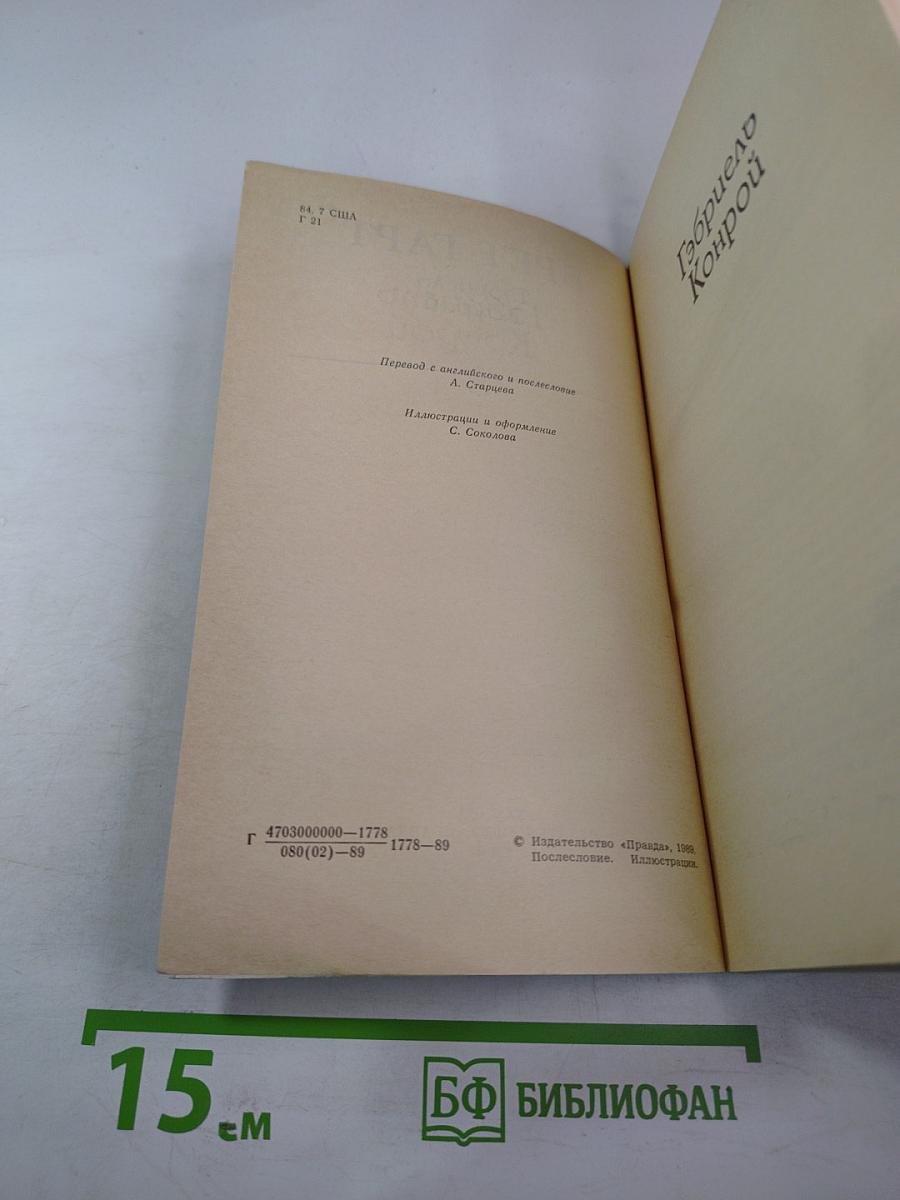 84. 7 США
Г 21
Перевод с английского и послесловие
А. Старцева
Иллюстрации и оформление
С. Соколова
Г 4703000000—1778
080(02)—89
1778—89
© Издательство «Правда», 1989.
Послесловие. Иллюстрации.
Гэбриель
Конрой
15 см
БФ БИБЛИОФАН